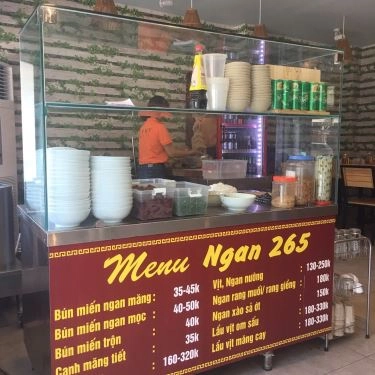 Menu Ngan 265
Bún miến ngan măng: 35-45k
Bún miến ngan mọc: 40-50k
Bún miến trộn: 40k
Canh măng tiết: 35k
160-320k
Vịt, Ngan nướng: 130-250k
Ngan rang muối/ rang giềng: 180k
Ngan xào sả ớt: 150k
Lẩu vịt om sấu: 180-330k
Lẩu vịt măng cay: 180-330k